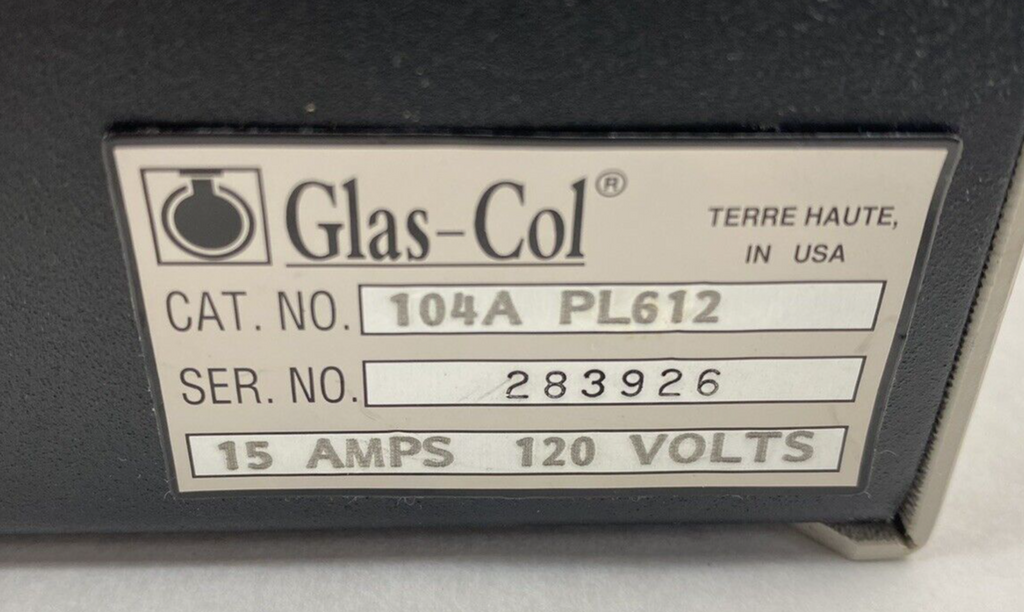 Glas-Col®
TERRE HAUTE,
IN USA
CAT. NO. 104A PL612
SER. NO. 283926
15 AMPS 120 VOLTS